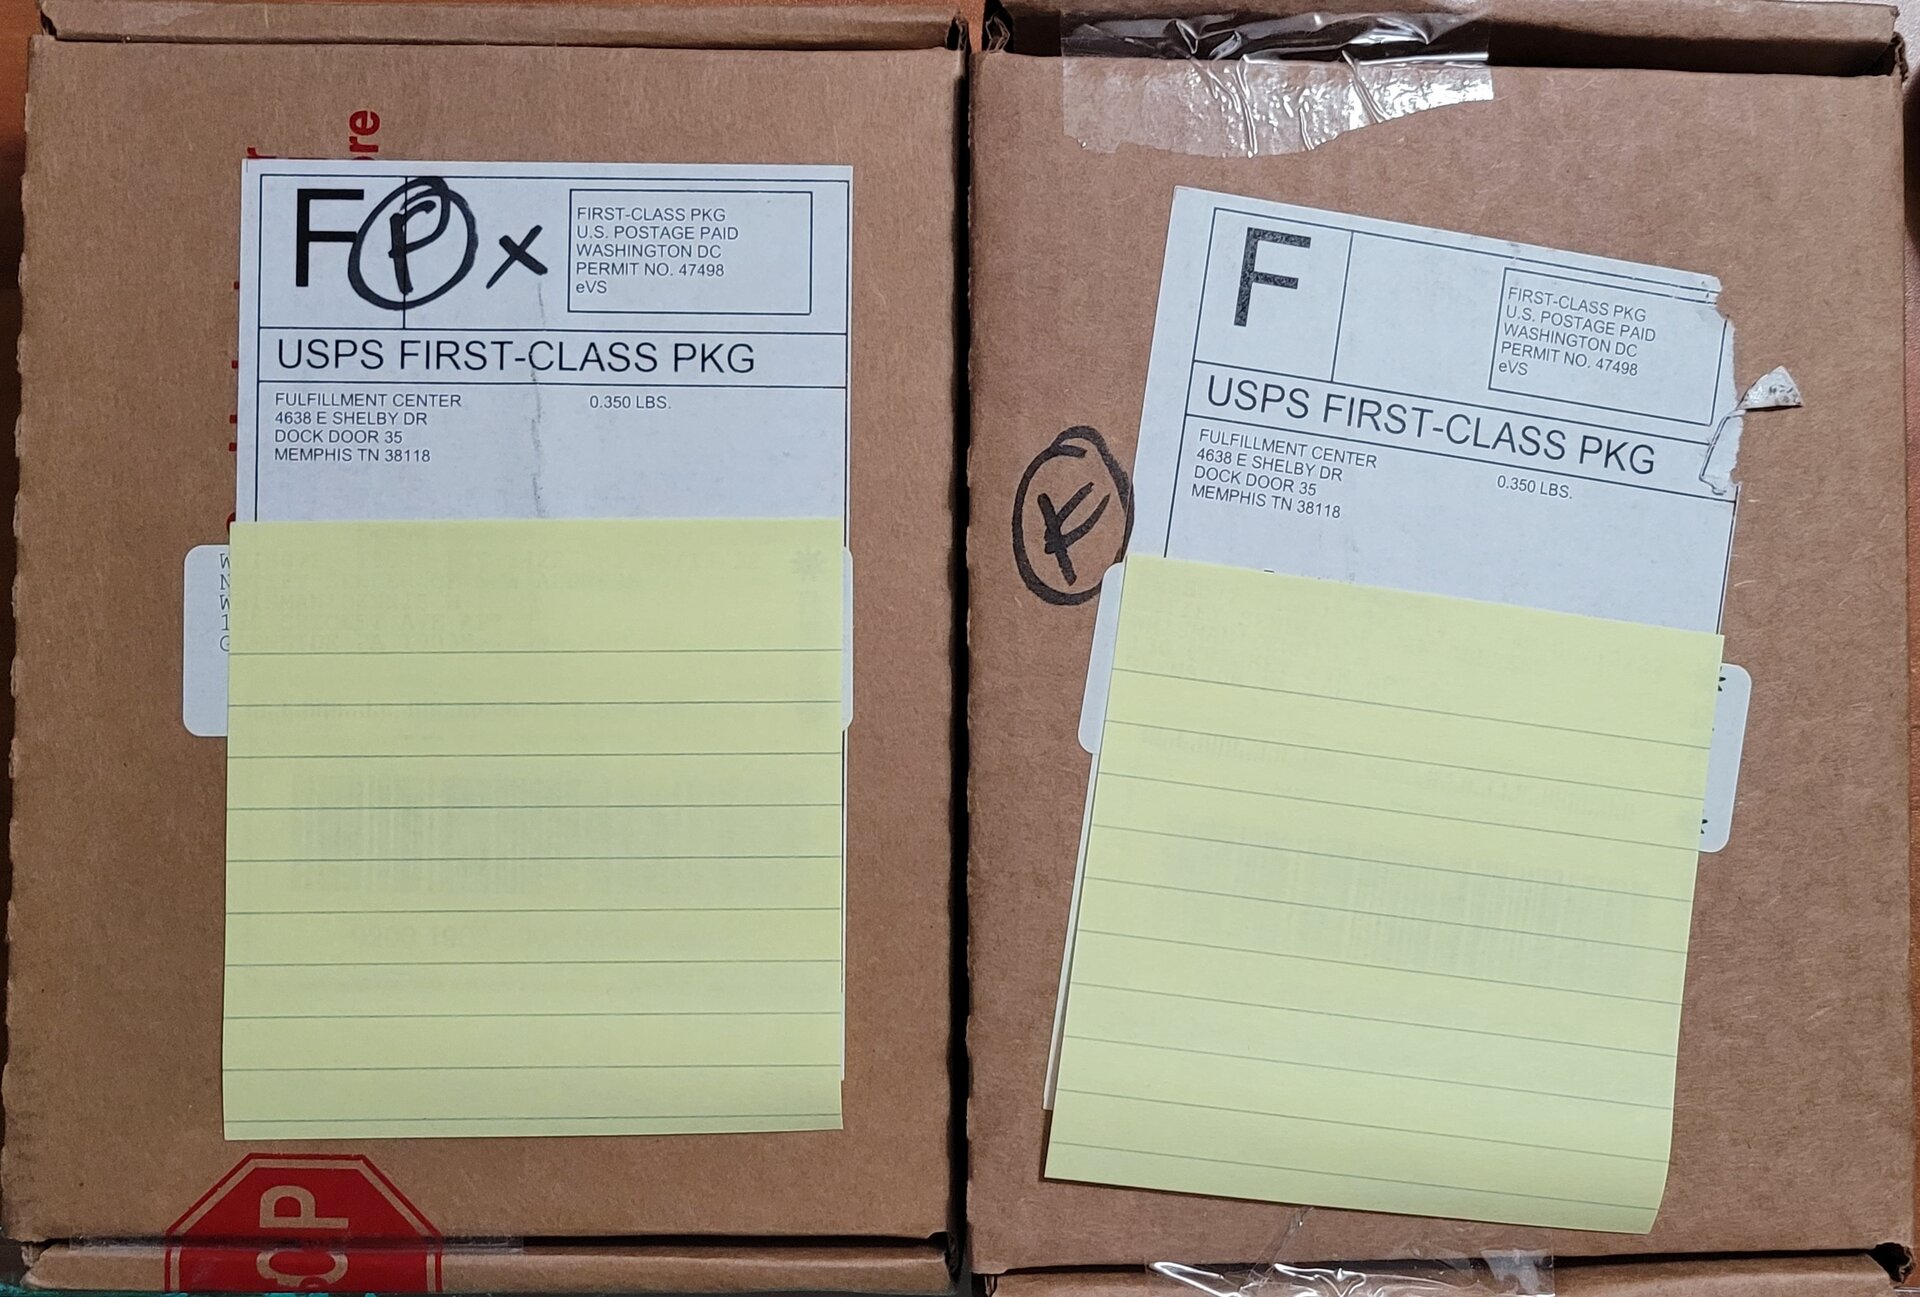 re
F P x
FIRST-CLASS PKG
U.S. POSTAGE PAID
WASHINGTON DC
PERMIT NO. 47498
eVS
USPS FIRST-CLASS PKG
FULFILLMENT CENTER
4638 E SHELBY DR
DOCK DOOR 35
MEMPHIS TN 38118
0.350 LBS.
W
N
W
1
G
F
FIRST-CLASS PKG
U.S. POSTAGE PAID
WASHINGTON DC
PERMIT NO. 47498
eVS
USPS FIRST-CLASS PKG
FULFILLMENT CENTER
4638 E SHELBY DR
DOCK DOOR 35
MEMPHIS TN 38118
0.350 LBS.